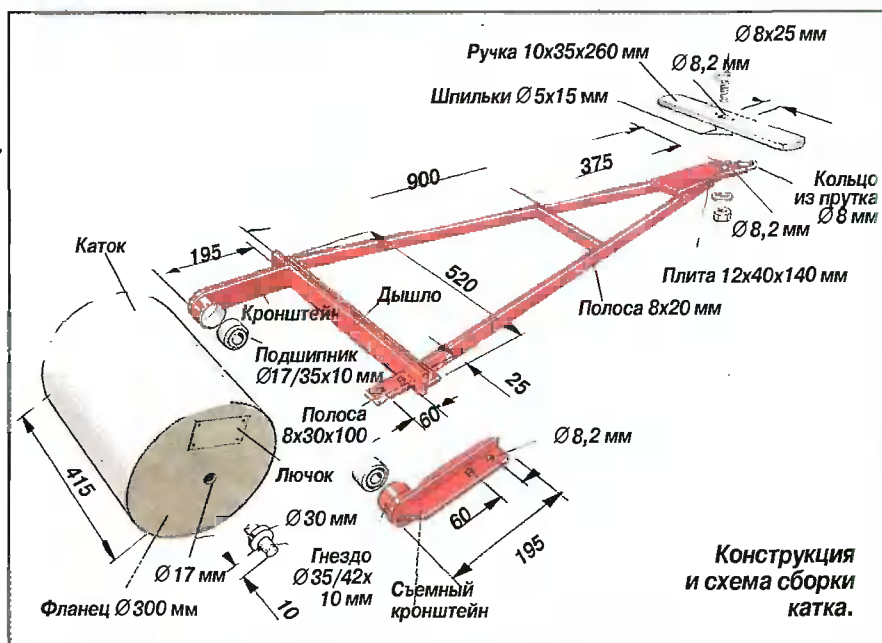 Ø 8x25 мм
Ручка 10x35x260 мм
Ø 8,2 мм
Шпильки Ø 5x15 мм
375
900
Кольцо
из прутка
Ø 8 мм
Ø 8,2 мм
195
Каток
Плита 12x40x140 мм
520
Дышло
Полоса 8x20 мм
Кронштейн
Подшипник
Ø17/35x10 мм
25
Полоса
8x30x100
60
Ø 8,2 мм
415
Лючок
60
195
Ø 30 мм
Гнездо
Ø 35/42x
10 мм
Ø 17 мм
10
Съемный
кронштейн
Фланец Ø 300 мм
Конструкция
и схема сборки
катка.